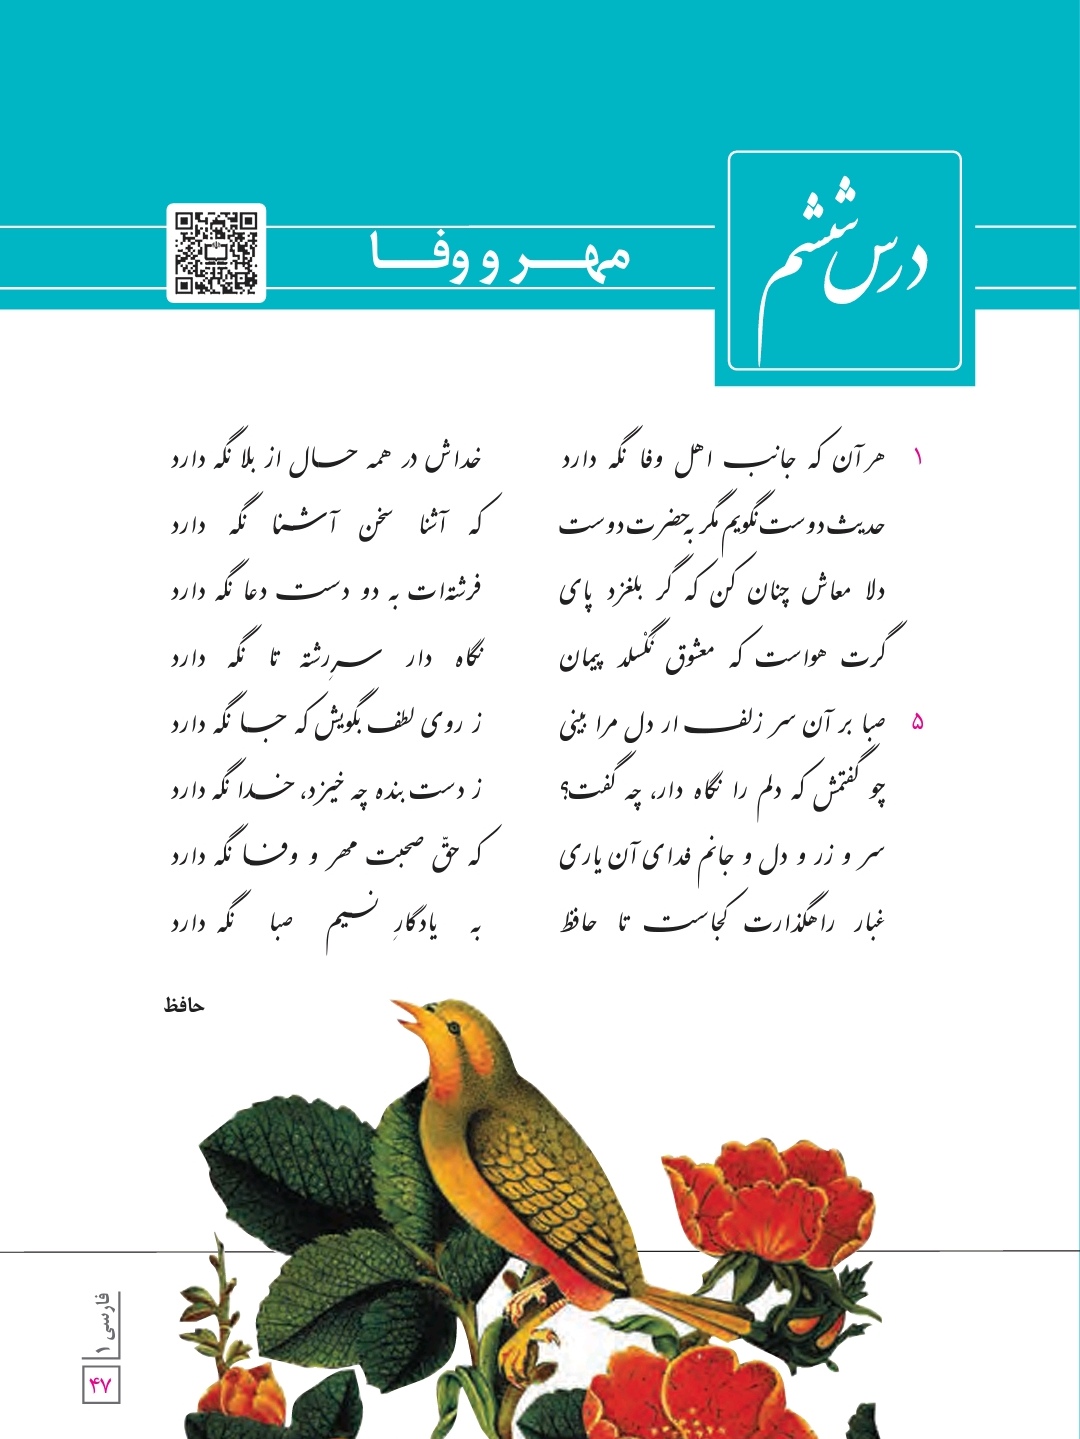 درس ششم
مهر و وفا
۱ هر آن که جانب اهل وفا نگه دارد خداش در همه حال از بلا نگه دارد
حدیث دوست نگویم مگر به حضرت دوست که آشنا سخن آشنا نگه دارد
دلا معاش چنان کن که گر بلغزد پای فرشته‌ات به دو دست دعا نگه دارد
گرت هواست که معشوق نگْسلد پیمان نگاه دار سرِ رشته تا نگه دارد
۵ صبا بر آن سر زلف ار دل مرا بینی ز روی لطف بگویش که جا نگه دارد
چو گفتمش که دلم را نگاه دار، چه گفت؟ ز دست بنده چه خیزد، خدا نگه دارد
سر و زر و دل و جانم فدای آن یاری که حقّ صحبت مهر و وفا نگه دارد
غبار راهگذارت کجاست تا حافظ به یادگارِ نسیم صبا نگه دارد
حافظ
فارسی ۱
۴۷